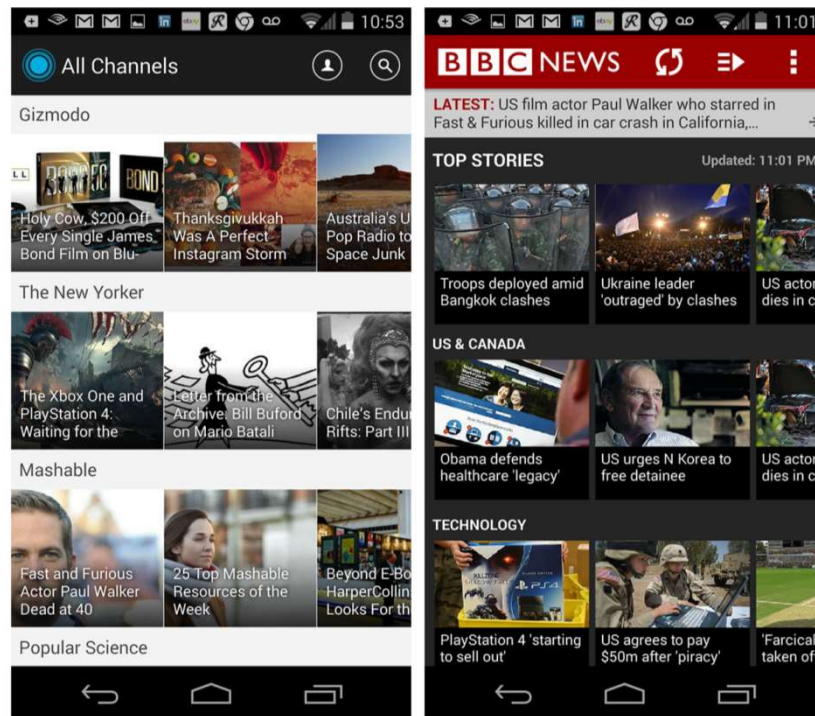 10:53
All Channels
Gizmodo
BOND
Holy Cow, $200 Off
Every Single James
Bond Film on Blu-
Thanksgivukkah
Was A Perfect
Instagram Storm
Australia's U
Pop Radio to
Space Junk
The New Yorker
The Xbox One and
PlayStation 4:
Waiting for the
Letter from the
Archive: Bill Buford
on Mario Batali
Chile's Endu
Rifts: Part III
Mashable
Fast and Furious
Actor Paul Walker
Dead at 40
25 Top Mashable
Resources of the
Week
Beyond E-Bo
HarperCollin
Looks For th
Popular Science
11:01
BBC NEWS
LATEST: US film actor Paul Walker who starred in
Fast & Furious killed in car crash in California,...
TOP STORIES
Updated: 11:01 PM
Troops deployed amid
Bangkok clashes
Ukraine leader
'outraged' by clashes
US actor
dies in c
US & CANADA
Obama defends
healthcare 'legacy'
US urges N Korea to
free detainee
US actor
dies in c
TECHNOLOGY
PS4
PlayStation 4 'starting
to sell out'
US agrees to pay
$50m after 'piracy'
'Farcical
taken of